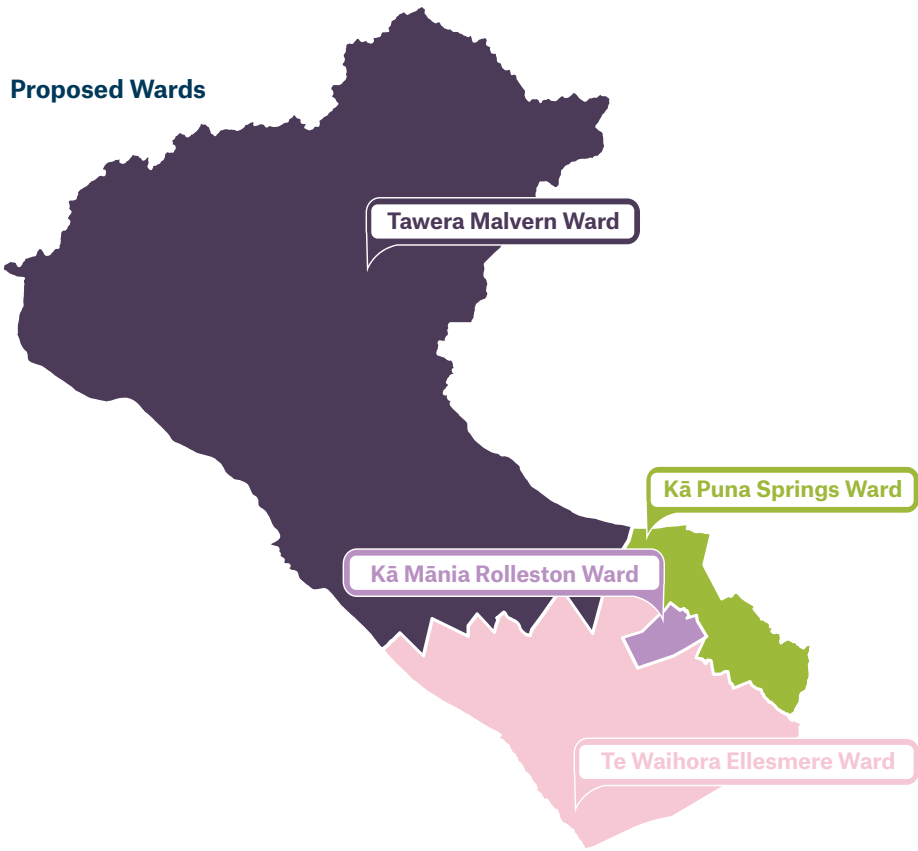 Proposed Wards
Tawera Malvern Ward
Kā Puna Springs Ward
Kā Mānia Rolleston Ward
Te Waihora Ellesmere Ward